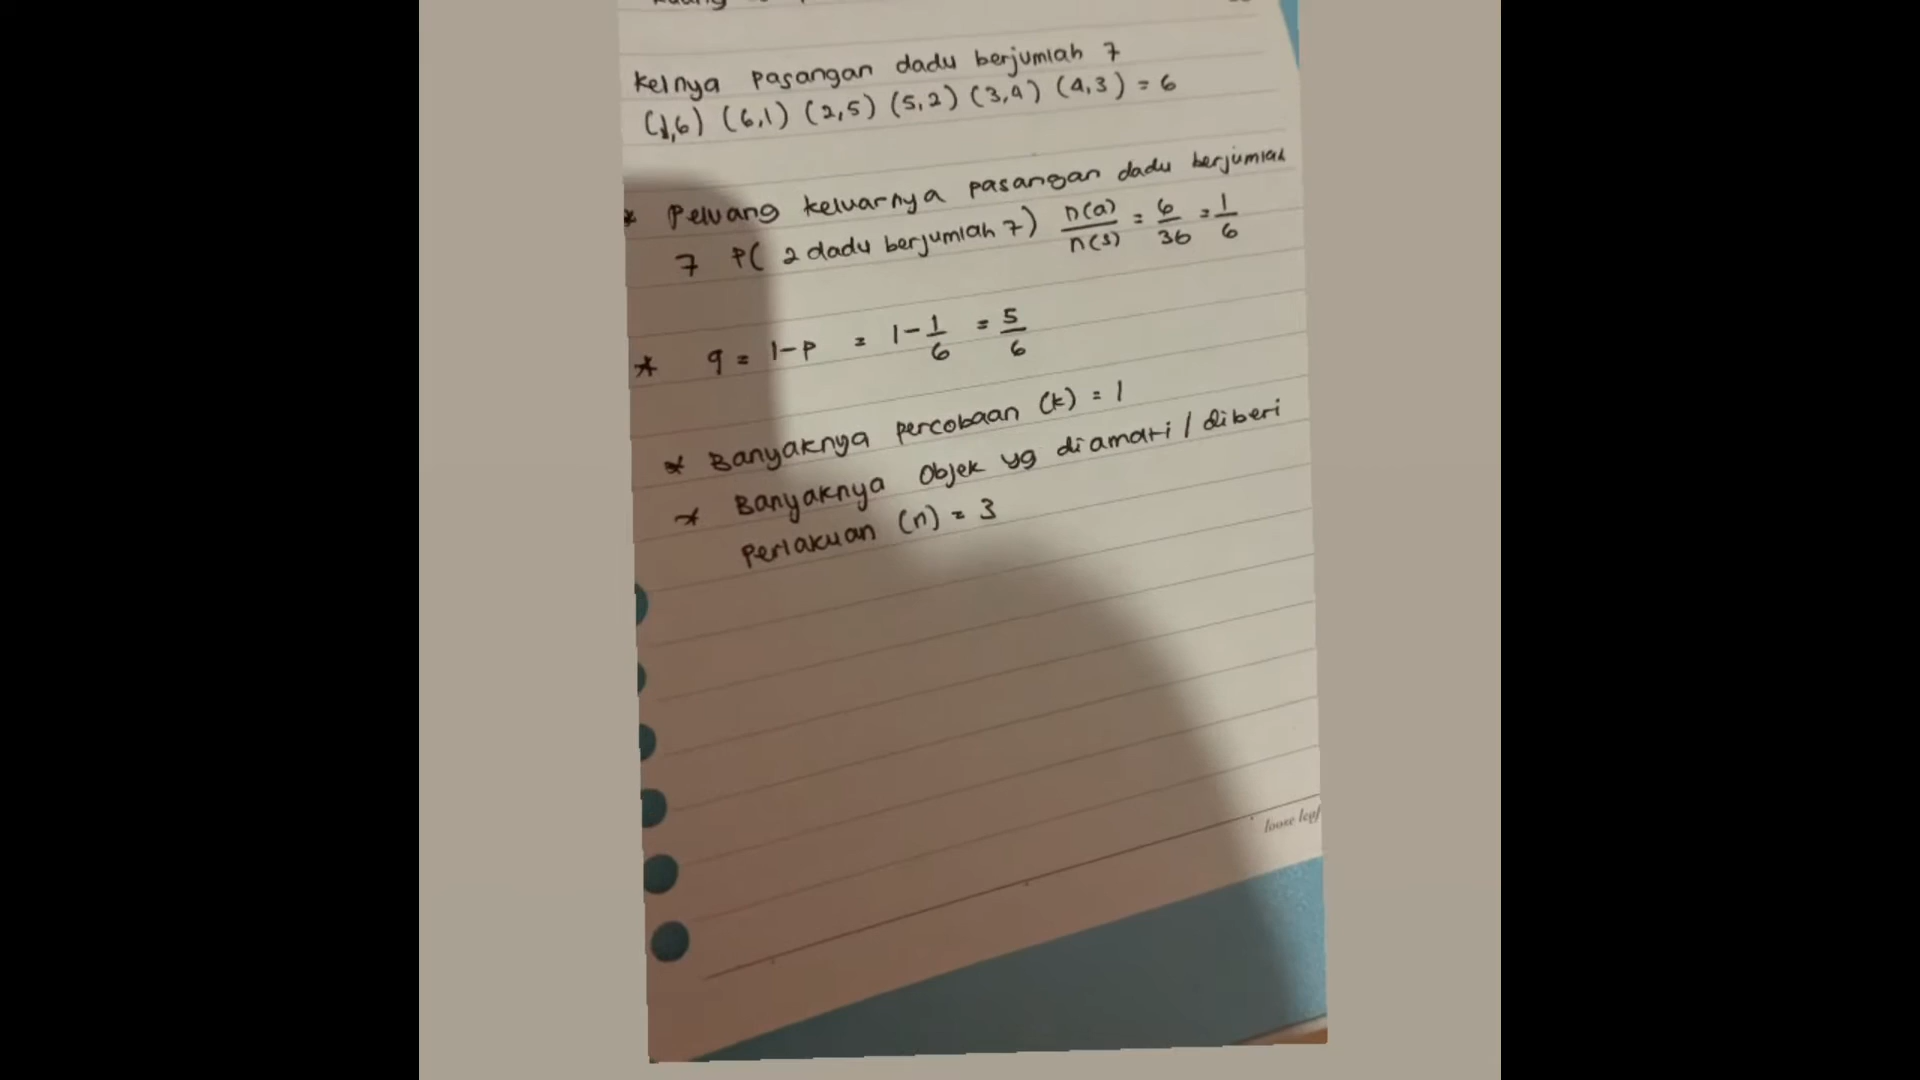 kelnya pasangan dadu berjumlah 7
(1,6) (6,1) (2,5) (5,2) (3,4) (4,3) = 6
* Peluang keluarnya pasangan dadu berjumlah
7 P( 2 dadu berjumlah 7) n(a)/n(s) = 6/36 = 1/6
* q = 1-p = 1 - 1/6 = 5/6
* Banyaknya percobaan (k) = 1
* Banyaknya objek yg diamati / diberi
perlakuan (n) = 3
loose leaf